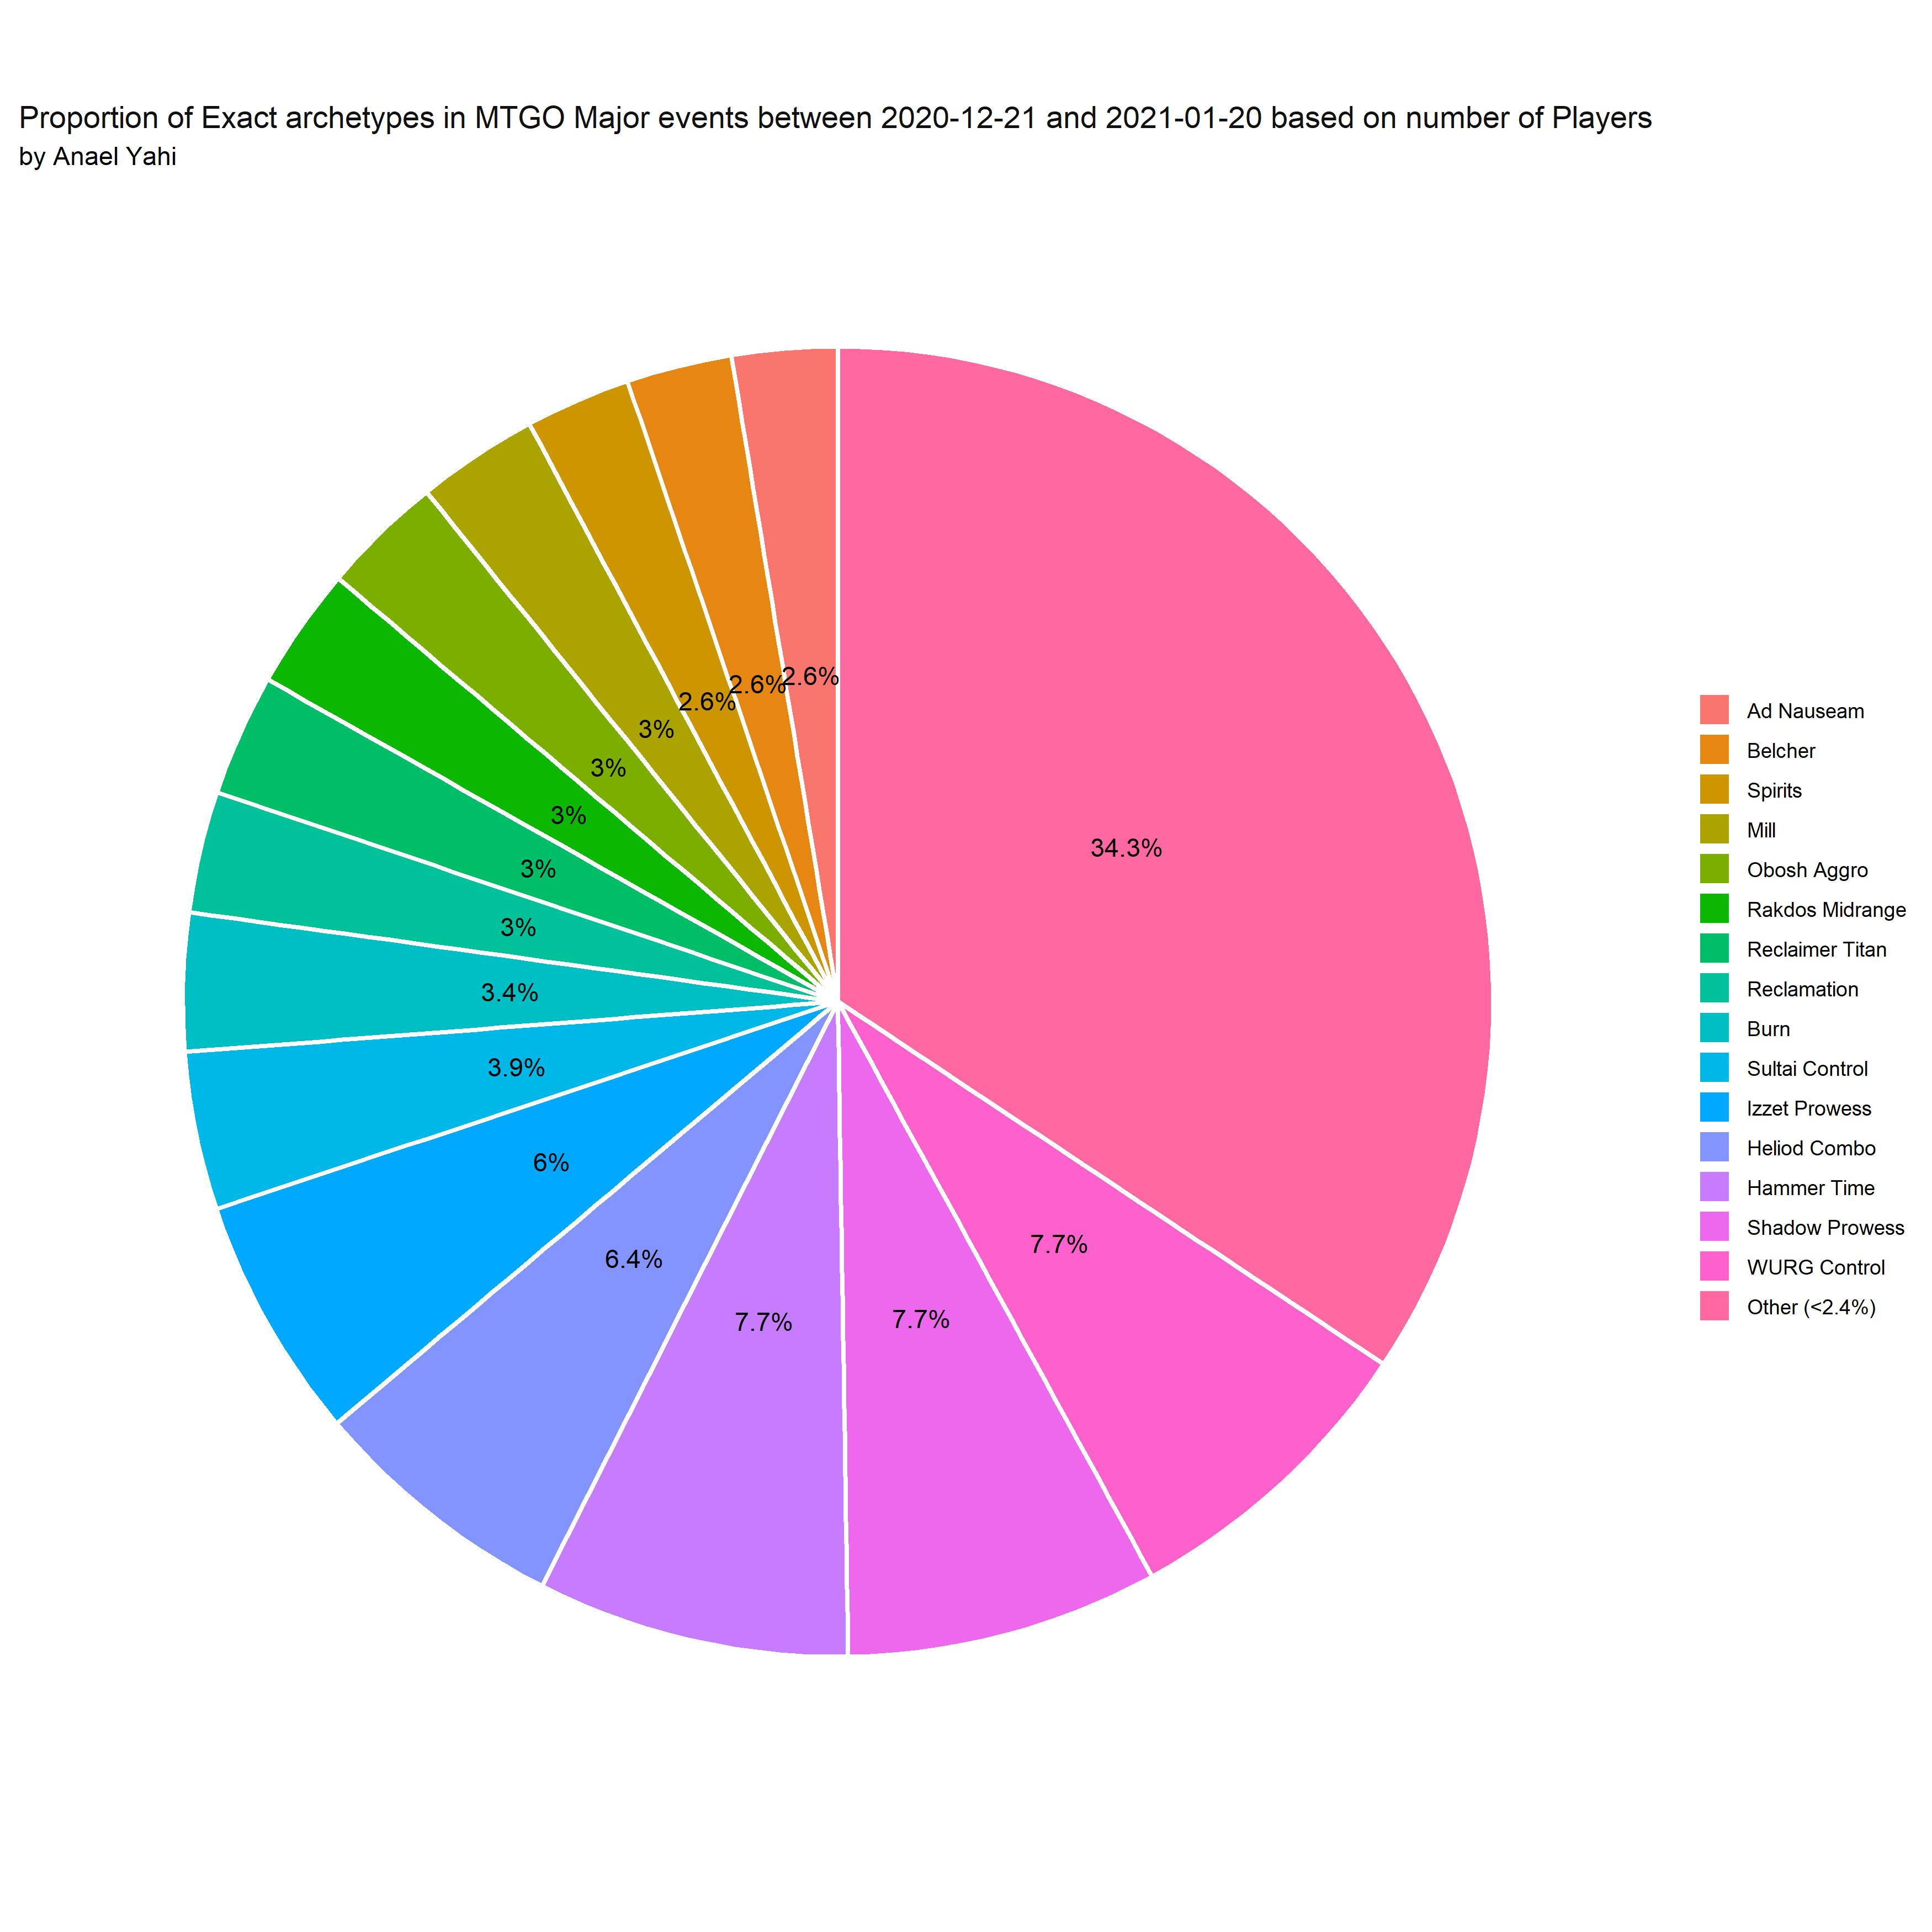 Proportion of Exact archetypes in MTGO Major events between 2020-12-21 and 2021-01-20 based on number of Players
by Anael Yahi
2.6%
2.6%
2.6%
3%
3%
3%
3%
3%
3.4%
3.9%
6%
6.4%
7.7%
7.7%
7.7%
34.3%
Ad Nauseam
Belcher
Spirits
Mill
Obosh Aggro
Rakdos Midrange
Reclaimer Titan
Reclamation
Burn
Sultai Control
Izzet Prowess
Heliod Combo
Hammer Time
Shadow Prowess
WURG Control
Other (<2.4%)